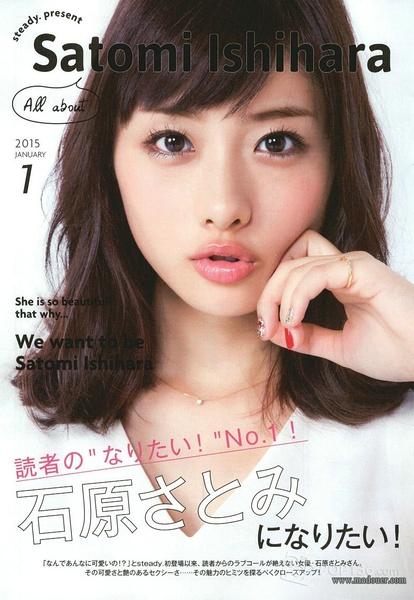 steady. present
Satomi Ishihara
All about
2015
JANUARY
1
She is so beautiful
that why...
We want to be
Satomi Ishihara
読者の"なりたい！"No.1！
石原さとみ
になりたい！
「なんであんなに可愛いの！？」とsteady.初登場以来、読者からのラブコールが絶えない女優・石原さとみさん。
その可愛さと艶のあるセクシーさ……その魅力のヒミツを探るべくクローズアップ！
www.madouer.com